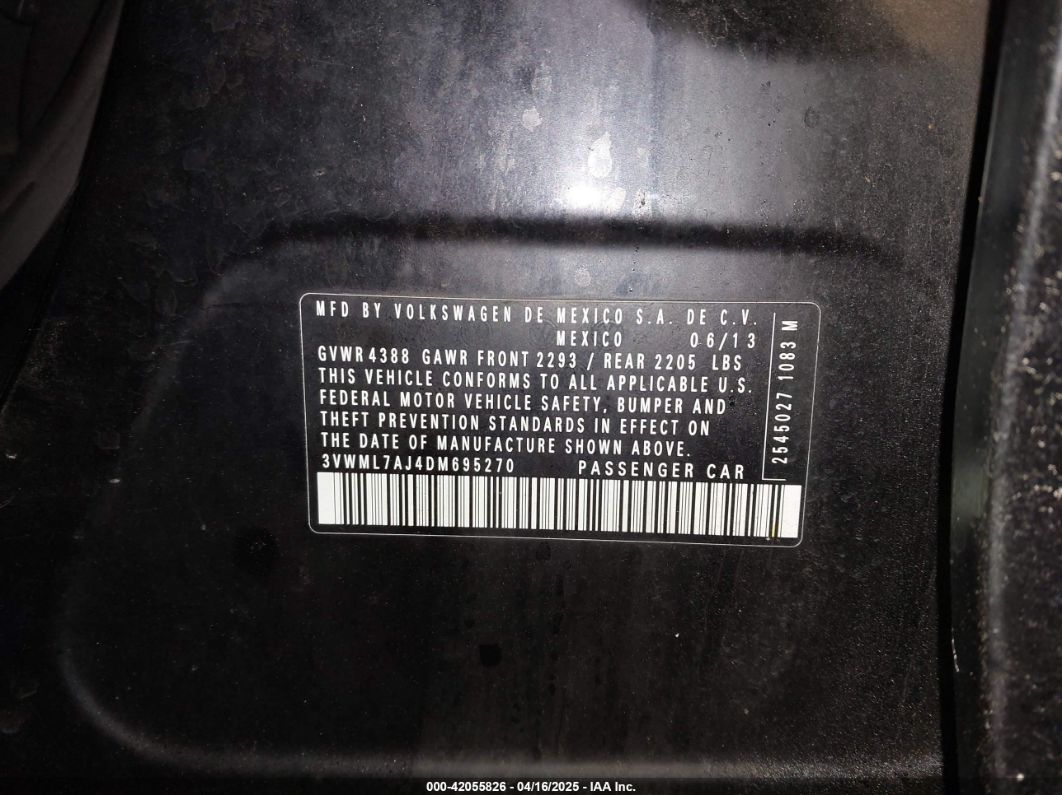 MFD BY VOLKSWAGEN DE MEXICO S.A. DE C.V.
MEXICO 06/13
GVWR 4388 GAWR FRONT 2293 / REAR 2205 LBS
THIS VEHICLE CONFORMS TO ALL APPLICABLE U.S.
FEDERAL MOTOR VEHICLE SAFETY, BUMPER AND
THEFT PREVENTION STANDARDS IN EFFECT ON
THE DATE OF MANUFACTURE SHOWN ABOVE.
3VWML7AJ4DM695270 PASSENGER CAR
2545027 1083 M
000-42055826 - 04/16/2025 - IAA Inc.